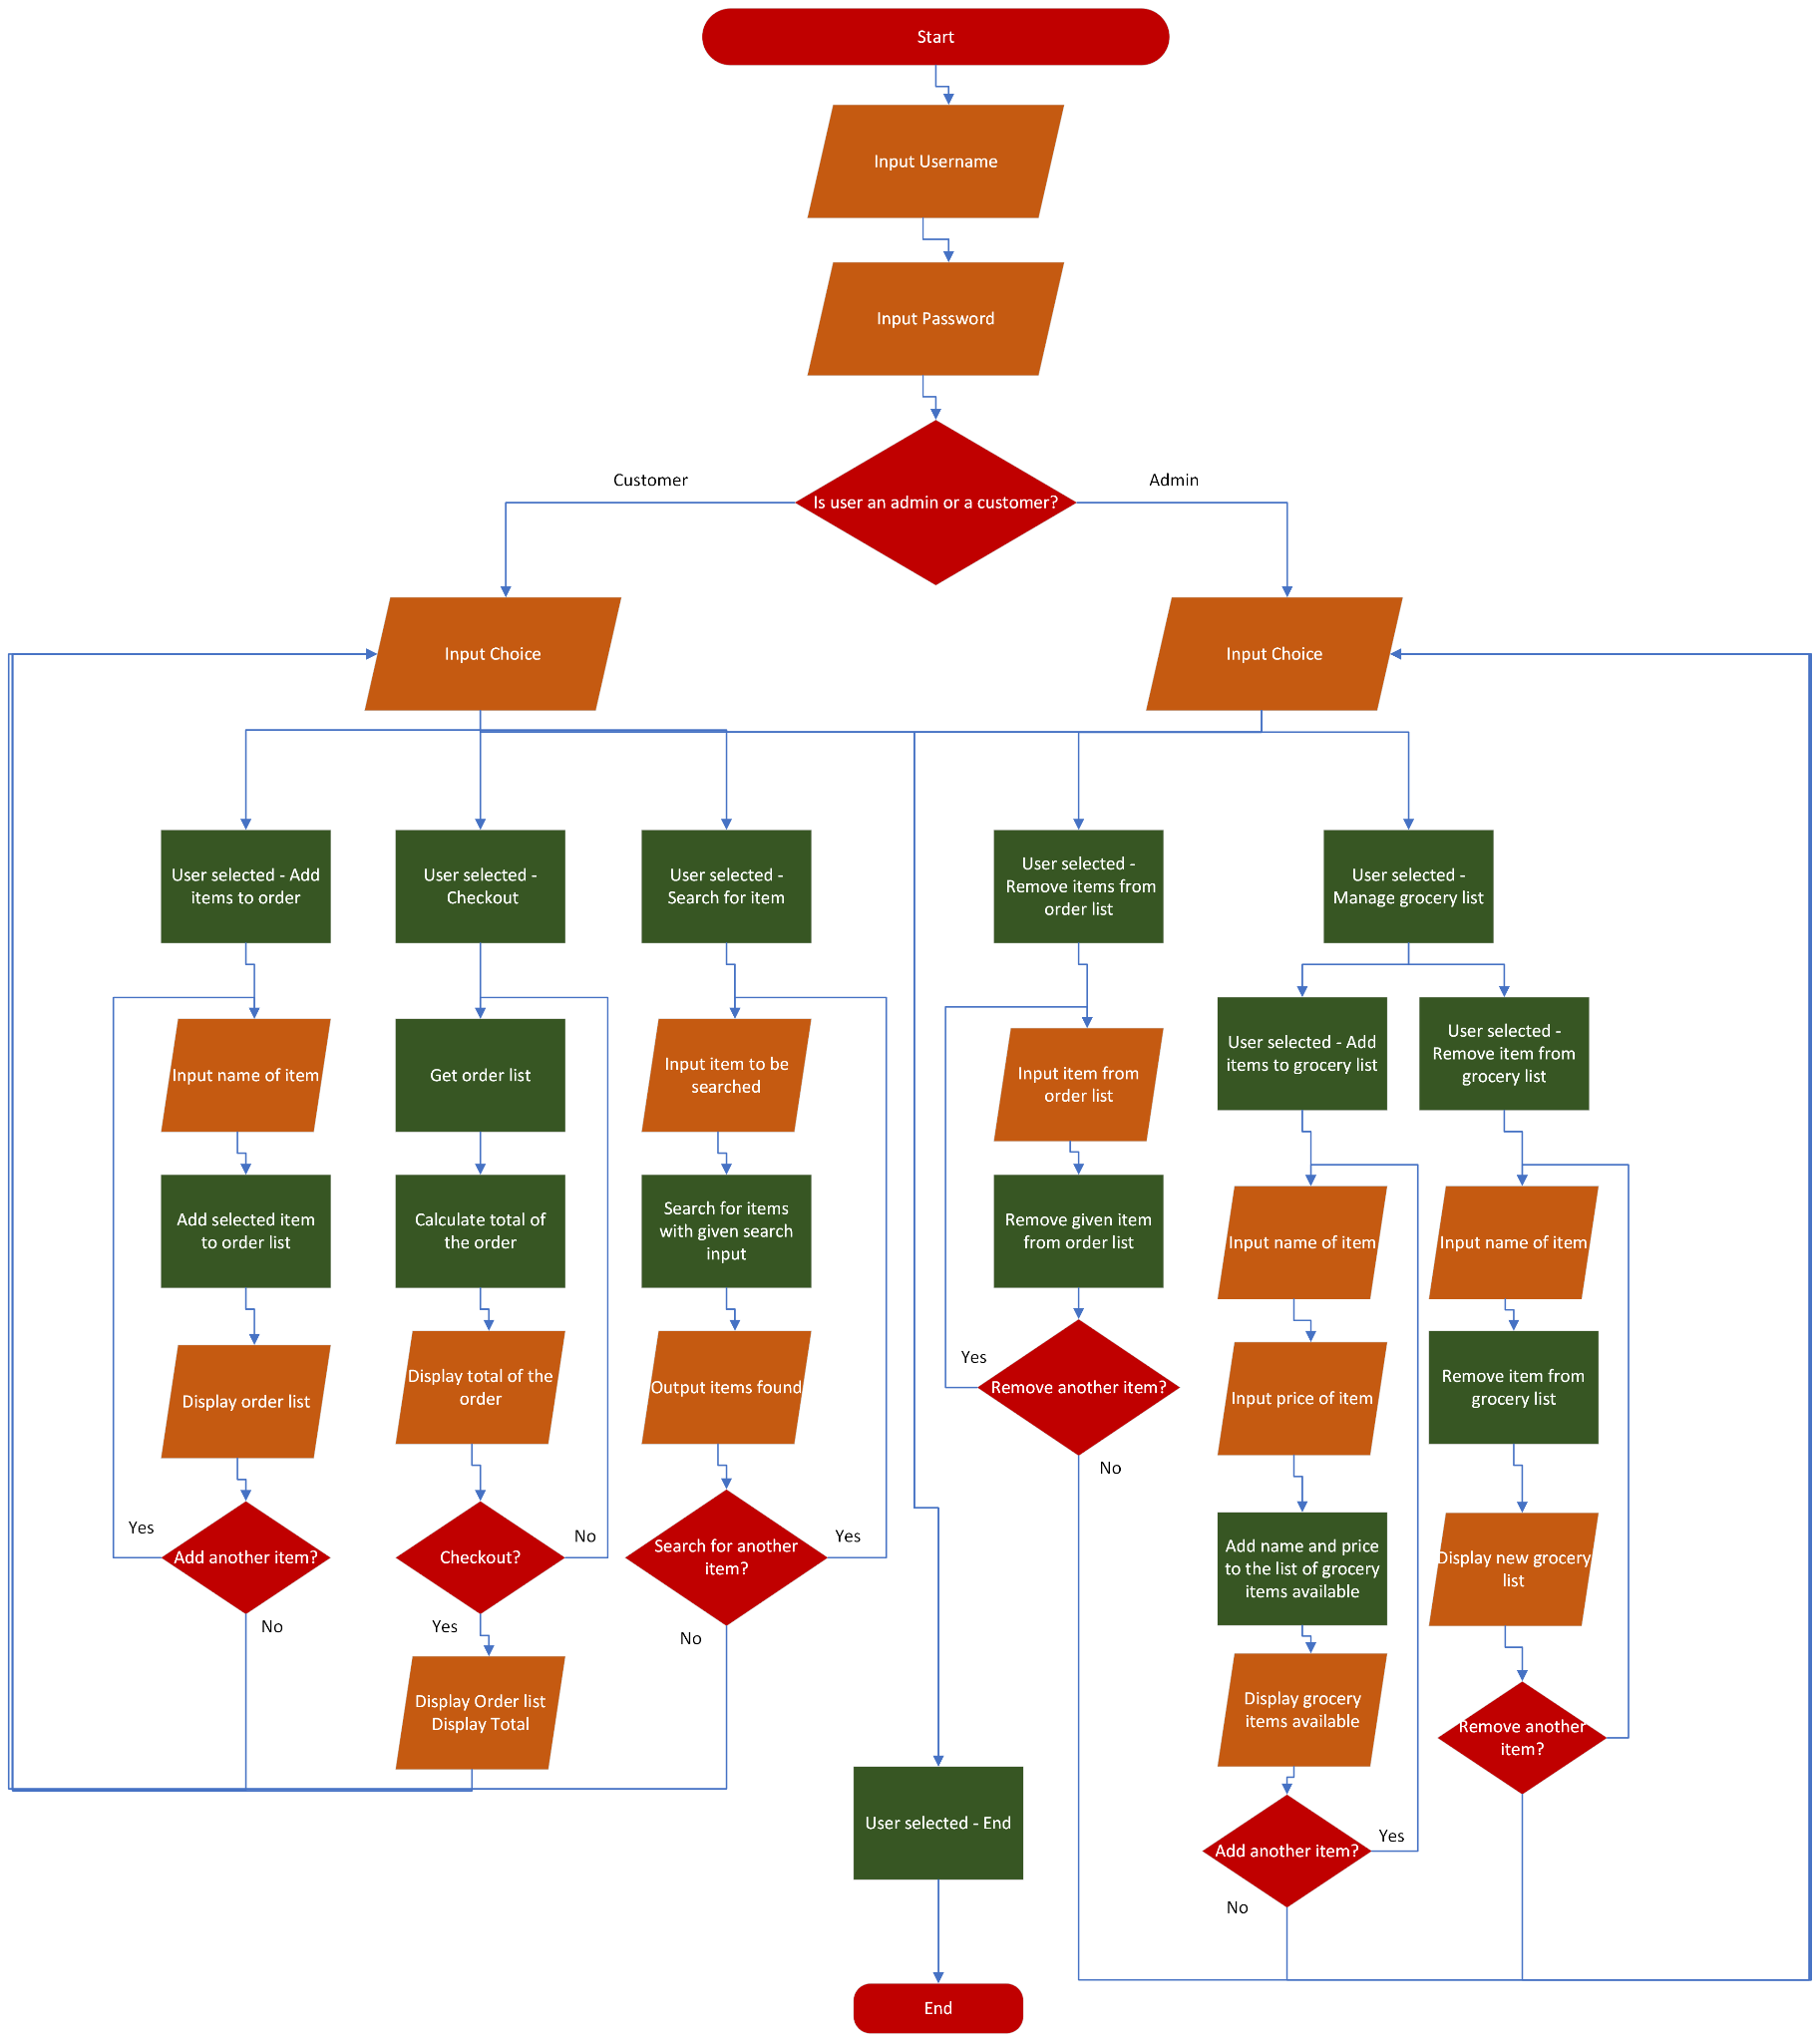 Start
Input Username
Input Password
Is user an admin or a customer?
Customer
Admin
Input Choice
Input Choice
User selected - Add
items to order
User selected -
Checkout
User selected -
Search for item
User selected -
Remove items from
order list
User selected -
Manage grocery list
Input name of item
Get order list
Input item to be
searched
Input item from
order list
User selected - Add
items to grocery list
User selected -
Remove item from
grocery list
Add selected item
to order list
Calculate total of
the order
Search for items
with given search
input
Remove given item
from order list
Input name of item
Input name of item
Display order list
Display total of the
order
Output items found
Yes
Remove another item?
No
Input price of item
Remove item from
grocery list
Yes
Add another item?
No
Checkout?
No
Yes
Search for another
item?
Yes
No
Add name and price
to the list of grocery
items available
Display new grocery
list
Display Order list
Display Total
Display grocery
items available
Remove another
item?
User selected - End
Add another item?
Yes
No
End